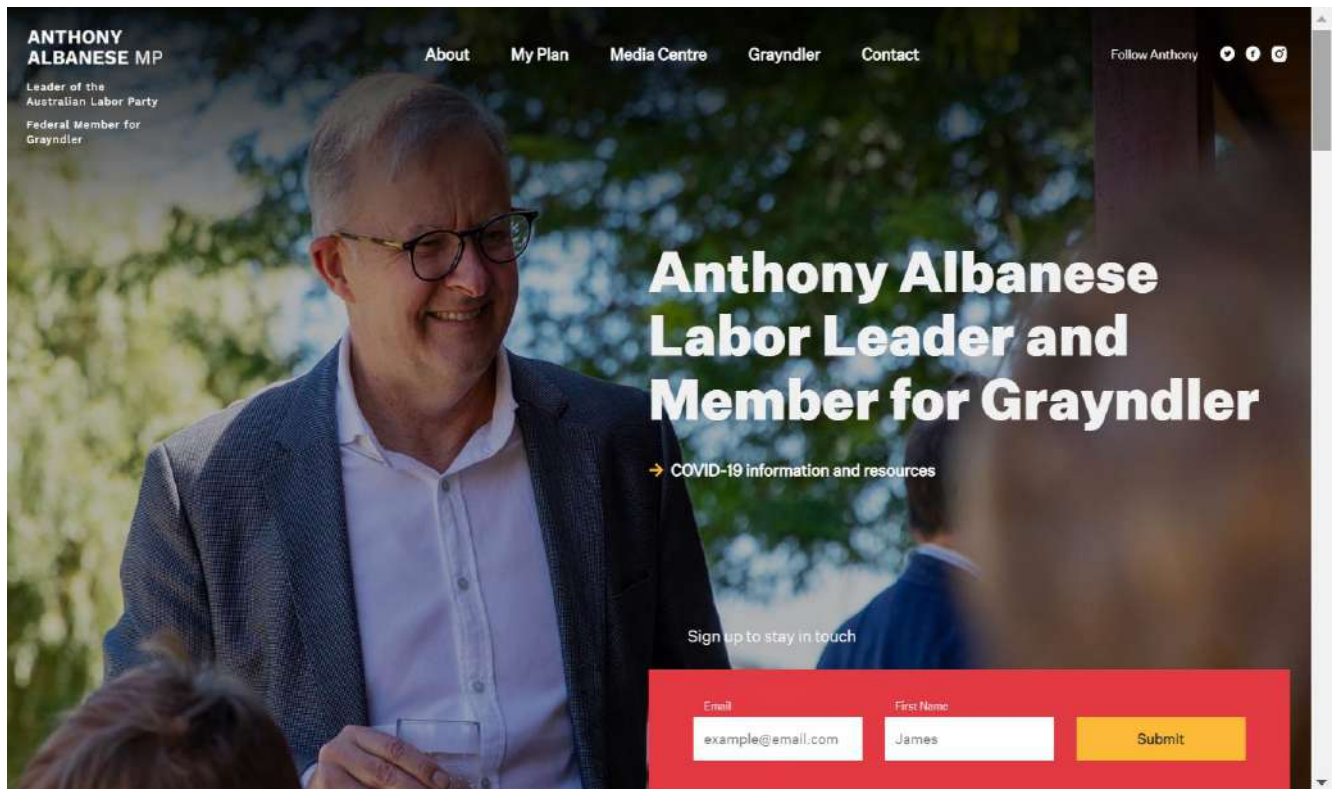 ANTHONY
ALBANESE MP
Leader of the
Australian Labor Party
Federal Member for
Grayndler
About My Plan Media Centre Grayndler Contact
Follow Anthony
Anthony Albanese
Labor Leader and
Member for Grayndler
→ COVID-19 information and resources
Sign up to stay in touch
Email First Name
example@email.com James Submit